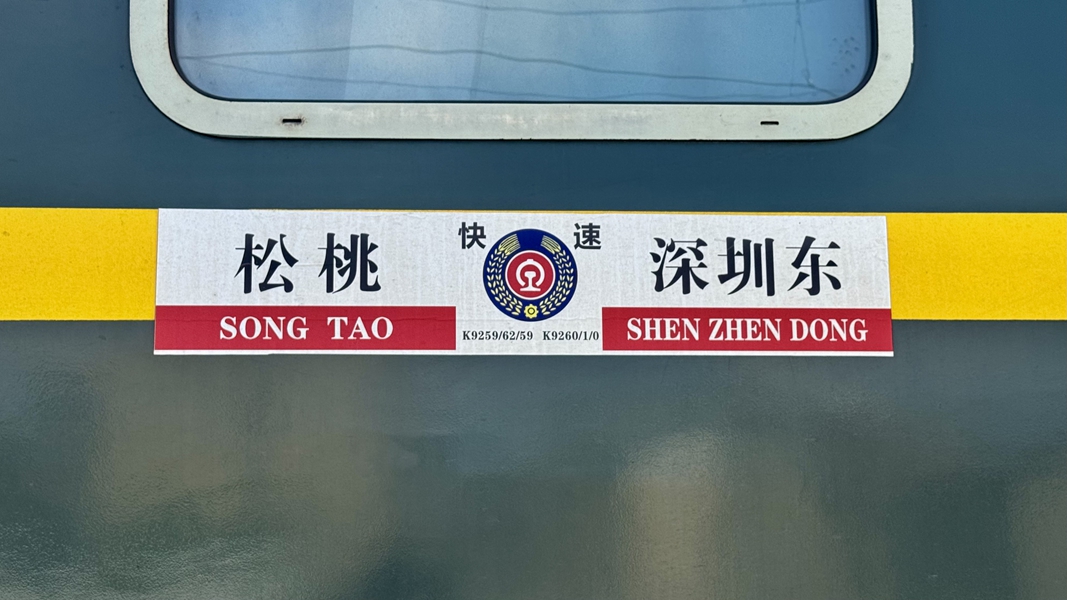 快 速
松桃
深圳东
SONG TAO
K9259/62/59 K9260/1/0
SHEN ZHEN DONG